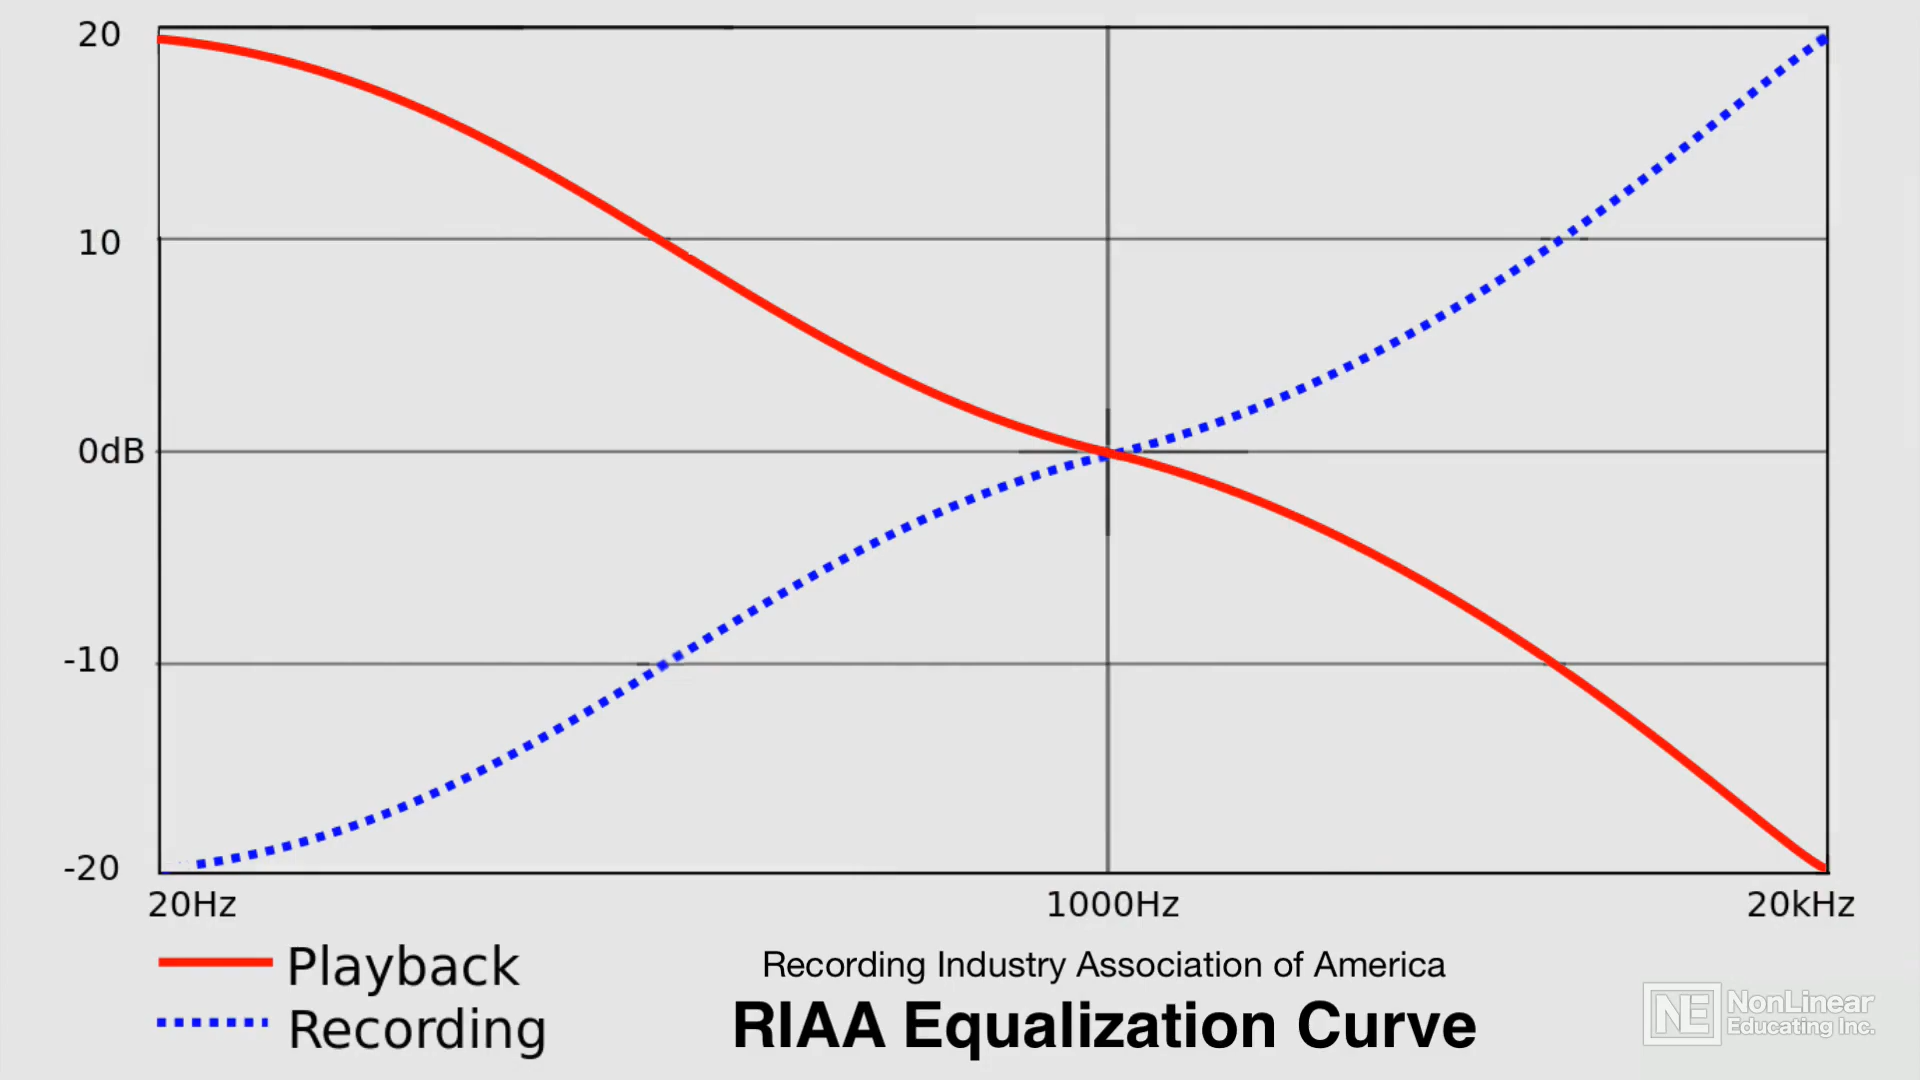 20
10
0dB
-10
-20
20Hz 1000Hz 20kHz
Playback
Recording
Recording Industry Association of America
RIAA Equalization Curve
NE NonLinear
Educating Inc.